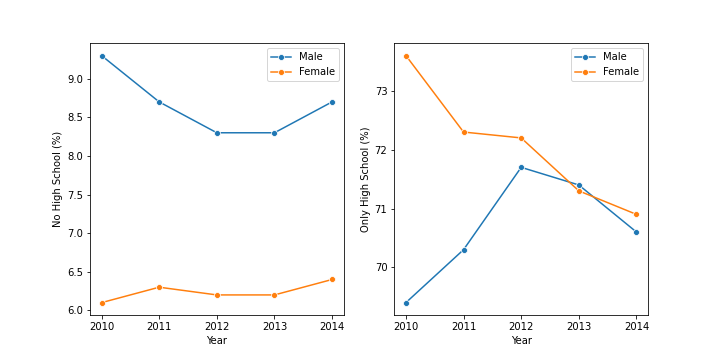 Male
Female
9.0
8.5
8.0
7.5
7.0
6.5
6.0
No High School (%)
2010 2011 2012 2013 2014
Year
Male
Female
73
72
71
70
Only High School (%)
2010 2011 2012 2013 2014
Year